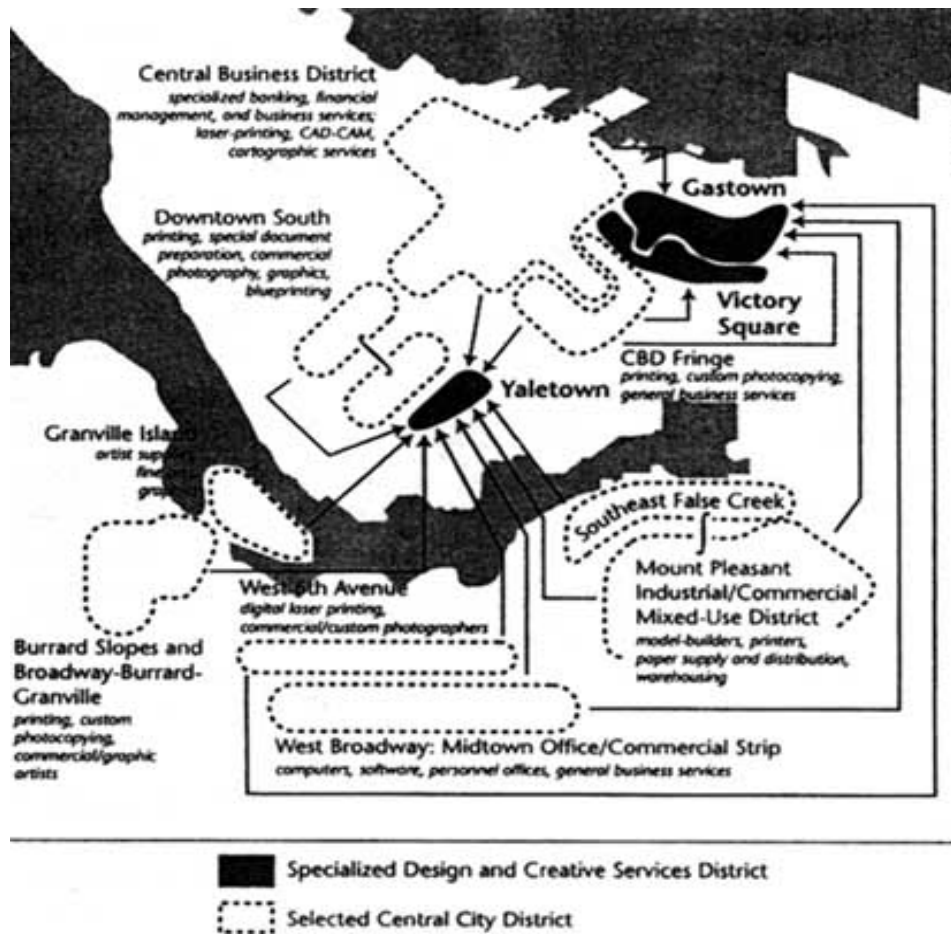 Central Business District
specialized banking, financial
management, and business services;
laser-printing, CAD-CAM,
cartographic services
Gastown
Downtown South
printing, special document
preparation, commercial
photography, graphics,
blueprinting
Victory
Square
CBD Fringe
printing, custom photocopying,
general business services
Yaletown
Granville Island
artist
Southeast False Creek
Mount Pleasant
Industrial/Commercial
Mixed-Use District
model-builders, printers,
paper supply and distribution,
warehousing
West 6th Avenue
digital laser printing,
commercial/custom photographers
Burrard Slopes and
Broadway-Burrard-
Granville
printing, custom
photocopying,
commercial/graphic
artists
West Broadway: Midtown Office/Commercial Strip
computers, software, personnel offices, general business services
Specialized Design and Creative Services District
Selected Central City District